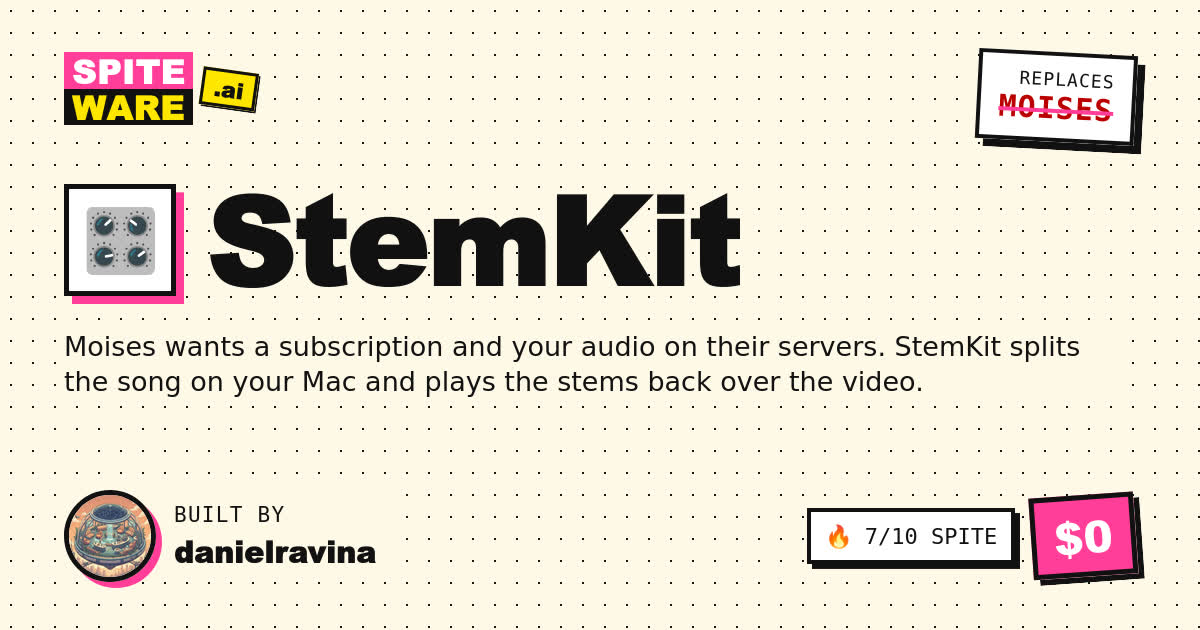 SPITE
WARE
.ai
REPLACES
MOISES
StemKit
Moises wants a subscription and your audio on their servers. StemKit splits
the song on your Mac and plays the stems back over the video.
BUILT BY
danielravina
🔥 7/10 SPITE
$0